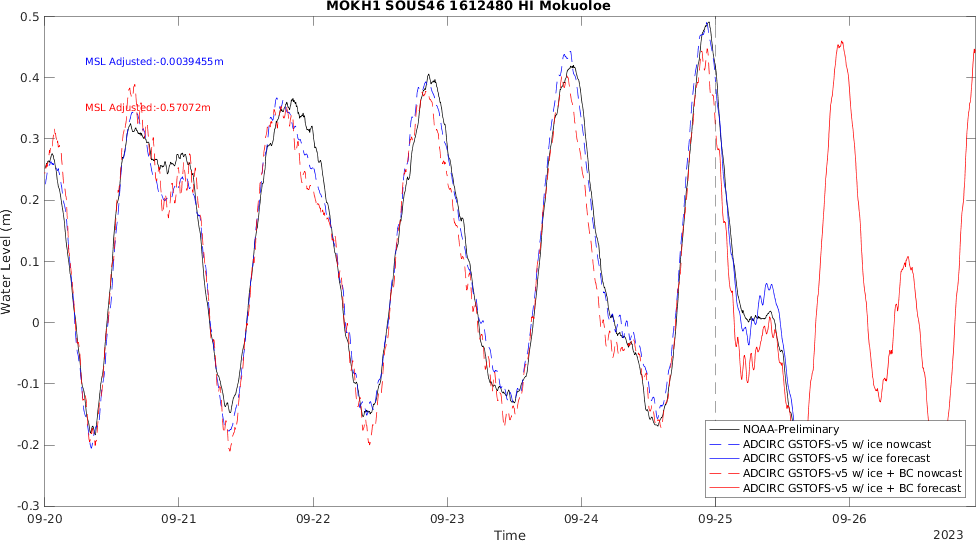 MOKH1 SOUS46 1612480 HI Mokuoloe
0.5
0.4
0.3
0.2
0.1
0
-0.1
-0.2
-0.3
Water Level (m)
MSL Adjusted:-0.0039455m
MSL Adjusted:-0.57072m
NOAA-Preliminary
ADCIRC GSTOFS-v5 w/ ice nowcast
ADCIRC GSTOFS-v5 w/ ice forecast
ADCIRC GSTOFS-v5 w/ ice + BC nowcast
ADCIRC GSTOFS-v5 w/ ice + BC forecast
09-20 09-21 09-22 09-23 09-24 09-25 09-26
Time
2023